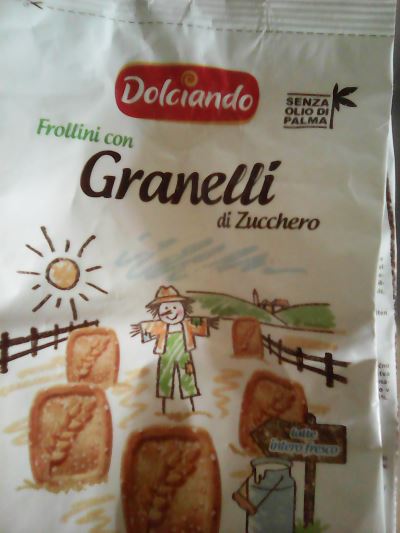 Dolciando
SENZA
OLIO DI
PALMA
Frollini con
Granelli
di Zucchero
latte
intero fresco